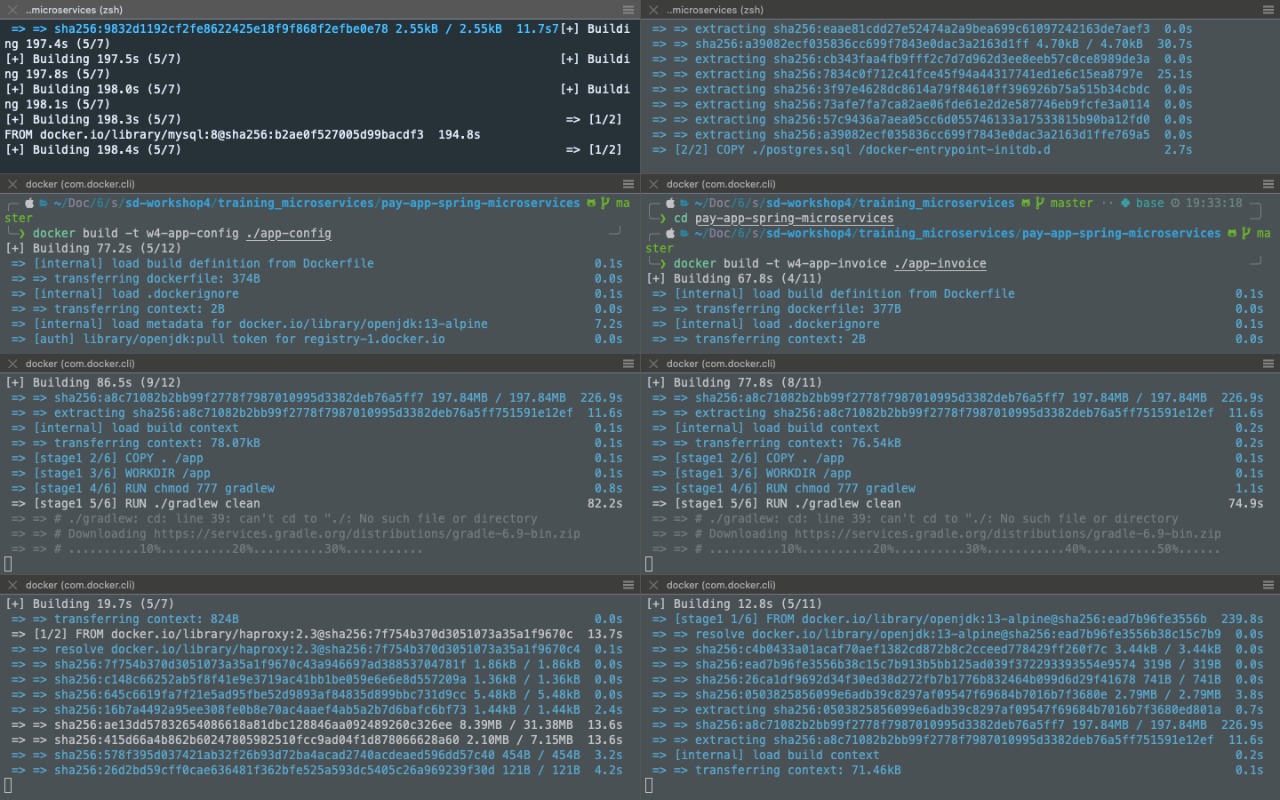 ..microservices (zsh)
=> => sha256:9832d1192cf2fe8622425e18f9f868f2efbe0e78 2.55kB / 2.55kB 11.7s7[+] Buildi
ng 197.4s (5/7)
[+] Building 197.5s (5/7) [+] Buildi
ng 197.8s (5/7)
[+] Building 198.0s (5/7) [+] Buildi
ng 198.1s (5/7)
[+] Building 198.3s (5/7) => [1/2]
FROM docker.io/library/mysql:8@sha256:b2ae0f527005d99bacdf3 194.8s
[+] Building 198.4s (5/7) => [1/2]
..microservices (zsh)
=> => extracting sha256:eaae81cdd27e52474a2a9bea699c61097242163de7aef3 0.0s
=> => sha256:a39082ecf035836cc699f7843e0dac3a2163d1ff 4.70kB / 4.70kB 30.7s
=> => extracting sha256:cb343faa4fb9fff2c7d7d962d3ee8eeb57c0ce8989de3a 0.0s
=> => extracting sha256:7834c0f712c41fce45f94a44317741ed1e6c15ea8797e 25.1s
=> => extracting sha256:3f97e4628dc8614a79f84610ff396926b75a515b34cbdc 0.0s
=> => extracting sha256:73afe7fa7ca82ae06fde61e2d2e587746eb9fcfe3a0114 0.0s
=> => extracting sha256:57c9436a7aea05cc6d055746133a17533815b90ba12fd0 0.0s
=> => extracting sha256:a39082ecf035836cc699f7843e0dac3a2163d1ffe769a5 0.0s
=> [2/2] COPY ./postgres.sql /docker-entrypoint-initdb.d 2.7s
docker (com.docker.cli)
~/Doc/6/s/sd-workshop4/training_microservices/pay-app-spring-microservices ma
ster
❯ docker build -t w4-app-config ./app-config
[+] Building 77.2s (5/12)
=> [internal] load build definition from Dockerfile 0.1s
=> => transferring dockerfile: 374B 0.0s
=> [internal] load .dockerignore 0.1s
=> => transferring context: 2B 0.0s
=> [internal] load metadata for docker.io/library/openjdk:13-alpine 7.2s
=> [auth] library/openjdk:pull token for registry-1.docker.io 0.0s
docker (com.docker.cli)
~/Doc/6/s/sd-workshop4/training_microservices master ·· base 19:33:18
❯ cd pay-app-spring-microservices
~/Doc/6/s/sd-workshop4/training_microservices/pay-app-spring-microservices ma
ster
❯ docker build -t w4-app-invoice ./app-invoice
[+] Building 67.8s (4/11)
=> [internal] load build definition from Dockerfile 0.1s
=> => transferring dockerfile: 377B 0.0s
=> [internal] load .dockerignore 0.1s
=> => transferring context: 2B 0.0s
docker (com.docker.cli)
[+] Building 86.5s (9/12)
=> => sha256:a8c71082b2bb99f2778f7987010995d3382deb76a5ff7 197.84MB / 197.84MB 226.9s
=> => extracting sha256:a8c71082b2bb99f2778f7987010995d3382deb76a5ff751591e12ef 11.6s
=> [internal] load build context 0.1s
=> => transferring context: 78.07kB 0.1s
=> [stage1 2/6] COPY . /app 0.1s
=> [stage1 3/6] WORKDIR /app 0.1s
=> [stage1 4/6] RUN chmod 777 gradlew 0.8s
=> [stage1 5/6] RUN ./gradlew clean 82.2s
=> => # ./gradlew: cd: line 39: can't cd to "./: No such file or directory
=> => # Downloading https://services.gradle.org/distributions/gradle-6.9-bin.zip
=> => # ..........10%..........20%..........30%...........
docker (com.docker.cli)
[+] Building 77.8s (8/11)
=> => sha256:a8c71082b2bb99f2778f7987010995d3382deb76a5ff7 197.84MB / 197.84MB 226.9s
=> => extracting sha256:a8c71082b2bb99f2778f7987010995d3382deb76a5ff751591e12ef 11.6s
=> [internal] load build context 0.2s
=> => transferring context: 76.54kB 0.2s
=> [stage1 2/6] COPY . /app 0.1s
=> [stage1 3/6] WORKDIR /app 0.1s
=> [stage1 4/6] RUN chmod 777 gradlew 1.1s
=> [stage1 5/6] RUN ./gradlew clean 74.9s
=> => # ./gradlew: cd: line 39: can't cd to "./: No such file or directory
=> => # Downloading https://services.gradle.org/distributions/gradle-6.9-bin.zip
=> => # ..........10%..........20%..........30%...........40%..........50%......
docker (com.docker.cli)
[+] Building 19.7s (5/7)
=> => transferring context: 824B 0.0s
=> [1/2] FROM docker.io/library/haproxy:2.3@sha256:7f754b370d3051073a35a1f9670c 13.7s
=> => resolve docker.io/library/haproxy:2.3@sha256:7f754b370d3051073a35a1f9670c4 0.1s
=> => sha256:7f754b370d3051073a35a1f9670c43a946697ad38853704781f 1.86kB / 1.86kB 0.0s
=> => sha256:c148c66252ab5f8f41e9e3719ac41bb1be059e6e6e8d557209a 1.36kB / 1.36kB 0.0s
=> => sha256:645c6619fa7f21e5ad95fbe52d9893af84835d899bbc731d9cc 5.48kB / 5.48kB 0.0s
=> => sha256:16b7a4492a95ee308fe0b8e70ac4aaef4ab5a2b7d6bafc6bf73 1.44kB / 1.44kB 2.4s
=> => sha256:ae13dd57832654086618a81dbc128846aa092489260c326ee 8.39MB / 31.38MB 13.6s
=> => sha256:415d66a4b862b60247805982510fcc9ad04f1d878066628a60 2.10MB / 7.15MB 13.6s
=> => sha256:578f395d037421ab32f26b93d72ba4acad2740acdeaed596dd57c40 454B / 454B 3.2s
=> => sha256:26d2bd59cff0cae636481f362bfe525a593dc5405c26a969239f30d 121B / 121B 4.2s
docker (com.docker.cli)
[+] Building 12.8s (5/11)
=> [stage1 1/6] FROM docker.io/library/openjdk:13-alpine@sha256:ead7b96fe3556b 239.8s
=> => resolve docker.io/library/openjdk:13-alpine@sha256:ead7b96fe3556b38c15c7b9 0.0s
=> => sha256:c4b0433a01acaf70aef1382cd872b8c2cceed778429ff260f7c 3.44kB / 3.44kB 0.0s
=> => sha256:ead7b96fe3556b38c15c7b913b5bb125ad039f372293393554e9574 319B / 319B 0.0s
=> => sha256:26ca1df9692d34f30ed38d272fb7b1776b832464b099d6d29f41678 741B / 741B 0.0s
=> => sha256:0503825856099e6adb39c8297af09547f69684b7016b7f3680e 2.79MB / 2.79MB 3.8s
=> => extracting sha256:0503825856099e6adb39c8297af09547f69684b7016b7f3680ed801a 0.7s
=> => sha256:a8c71082b2bb99f2778f7987010995d3382deb76a5ff7 197.84MB / 197.84MB 226.9s
=> => extracting sha256:a8c71082b2bb99f2778f7987010995d3382deb76a5ff751591e12ef 11.6s
=> [internal] load build context 0.2s
=> => transferring context: 71.46kB 0.1s